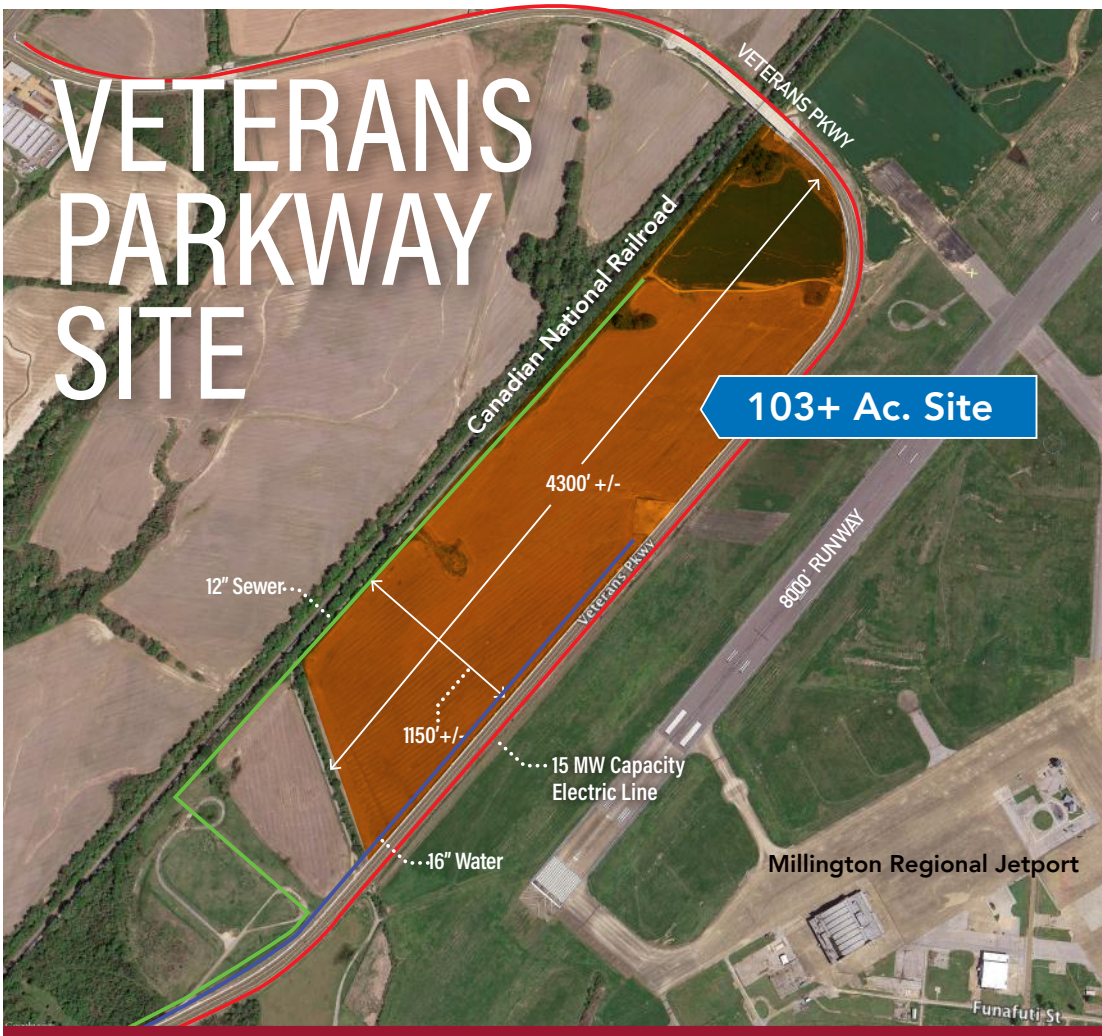 VETERANS
PARKWAY
SITE
VETERANS PKWY
Canadian National Railroad
103+ Ac. Site
4300' +/-
Veterans Pkwy
8000' RUNWAY
12" Sewer
1150'+/-
15 MW Capacity
Electric Line
16" Water
Millington Regional Jetport
Funafuti St